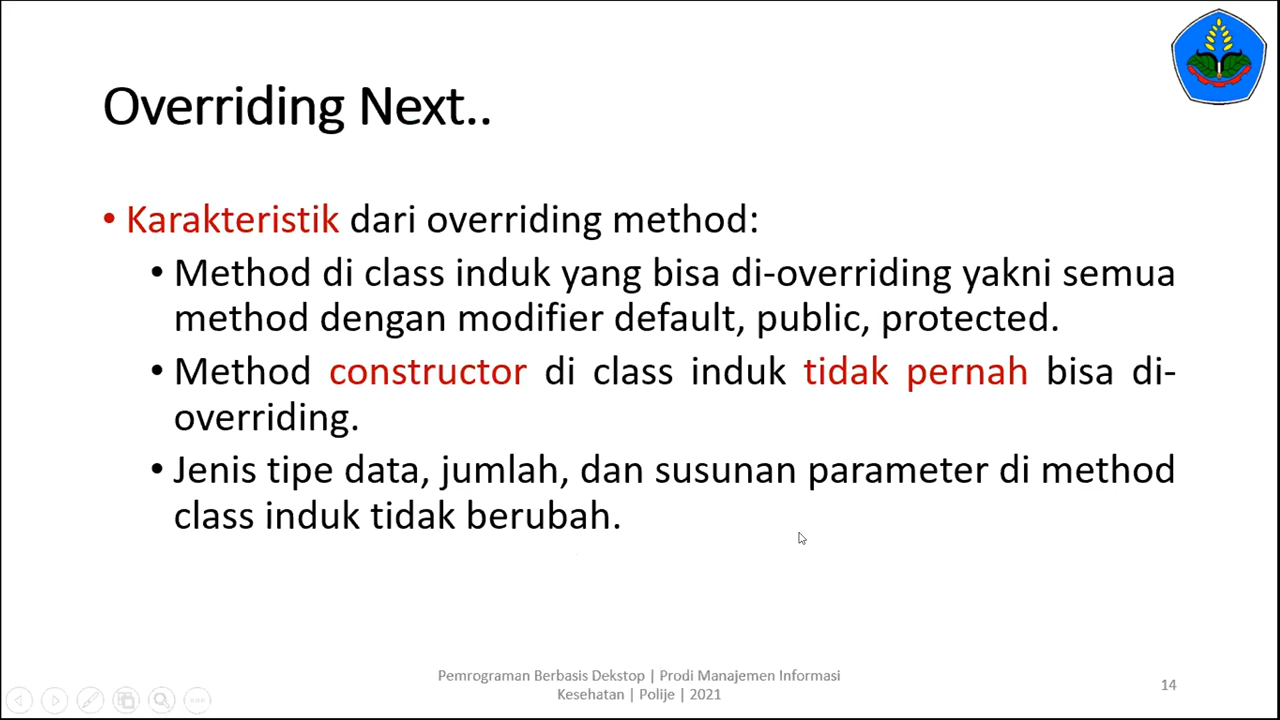 Overriding Next..
• Karakteristik dari overriding method:
• Method di class induk yang bisa di-overriding yakni semua
method dengan modifier default, public, protected.
• Method constructor di class induk tidak pernah bisa di-
overriding.
• Jenis tipe data, jumlah, dan susunan parameter di method
class induk tidak berubah.
Pemrograman Berbasis Dekstop | Prodi Manajemen Informasi
Kesehatan | Polije | 2021
14